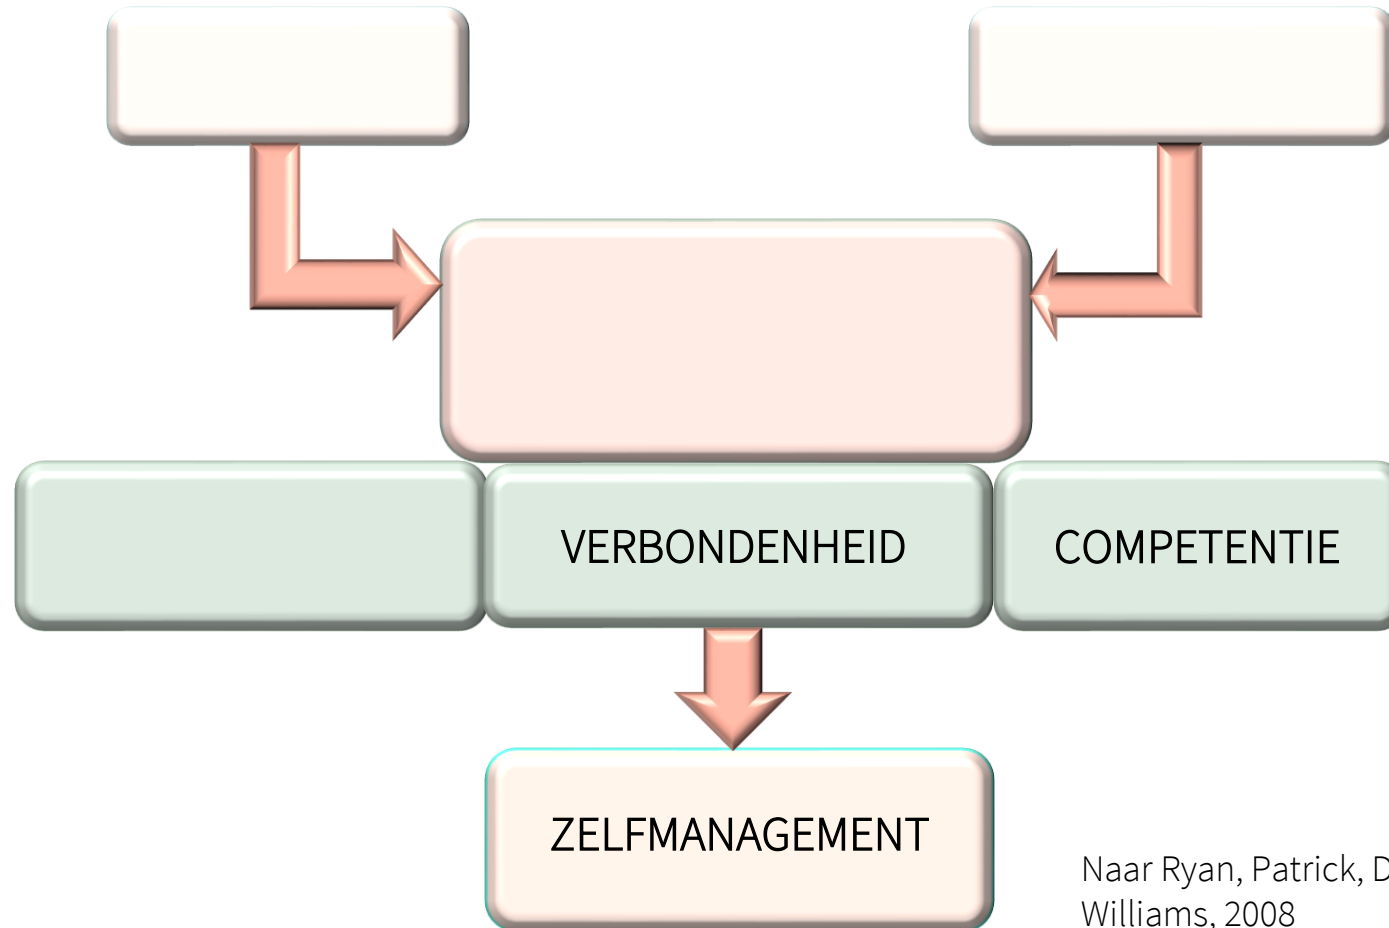 VERBONDENHEID
COMPETENTIE
ZELFMANAGEMENT
Naar Ryan, Patrick,
Williams, 2008